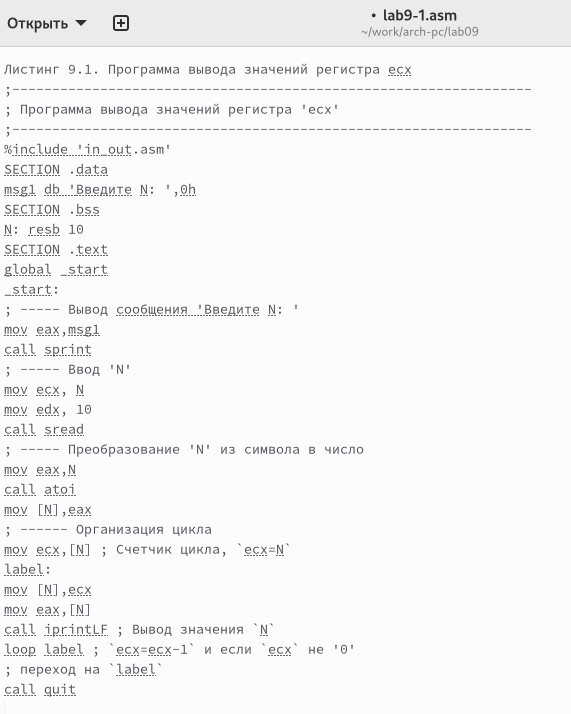 Открыть
• lab9-1.asm
~/work/arch-pc/lab09
Листинг 9.1. Программа вывода значений регистра ecx
;-----------------------------------------------------------------
; Программа вывода значений регистра 'ecx'
;-----------------------------------------------------------------
%include 'in_out.asm'
SECTION .data
msg1 db 'Введите N: ',0h
SECTION .bss
N: resb 10
SECTION .text
global _start
_start:
; ----- Вывод сообщения 'Введите N: '
mov eax,msg1
call sprint
; ----- Ввод 'N'
mov ecx, N
mov edx, 10
call sread
; ----- Преобразование 'N' из символа в число
mov eax,N
call atoi
mov [N],eax
; ------ Организация цикла
mov ecx,[N] ; Счетчик цикла, `ecx=N`
label:
mov [N],ecx
mov eax,[N]
call iprintLF ; Вывод значения `N`
loop label ; `ecx=ecx-1` и если `ecx` не '0'
; переход на `label`
call quit